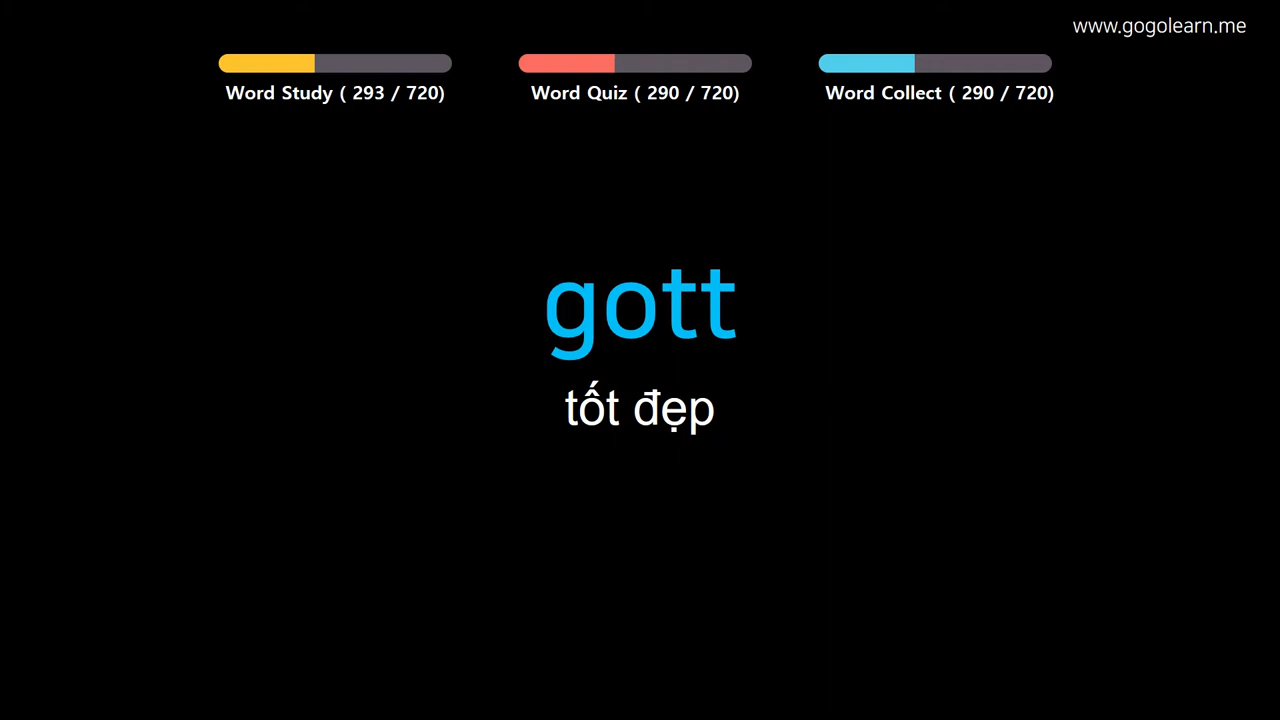 www.gogolearn.me
Word Study ( 293 / 720)
Word Quiz ( 290 / 720)
Word Collect ( 290 / 720)
gott
tốt đẹp